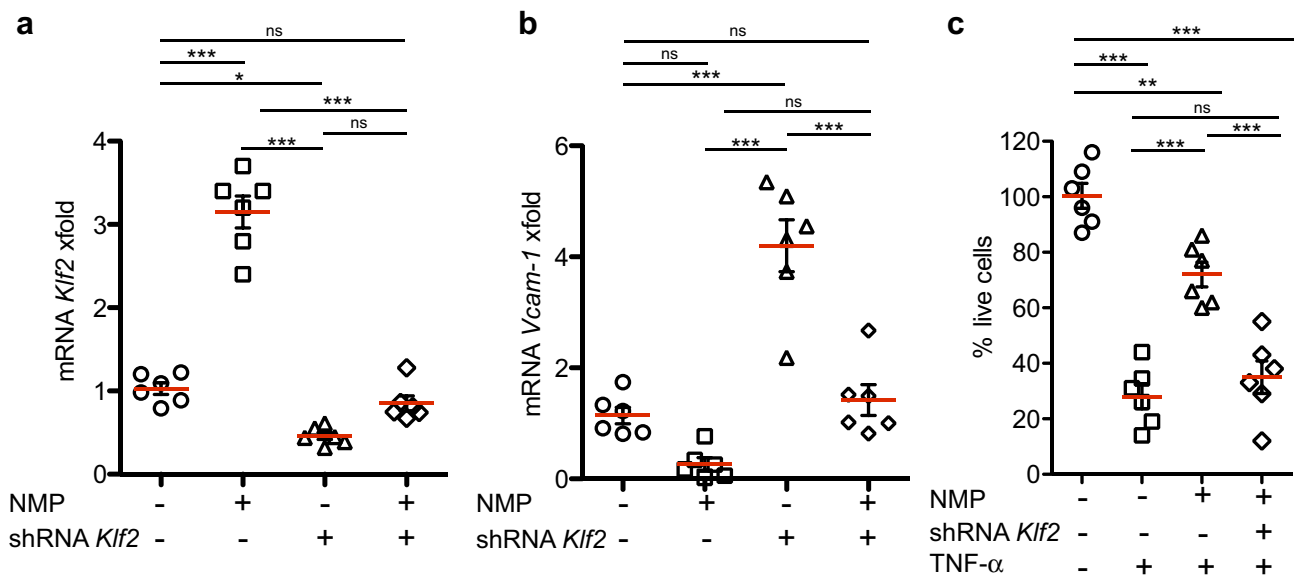 a
ns
***
*
***
ns
***
mRNA Klf2 xfold
4
3
2
1
0
NMP - + - +
shRNA Klf2 - - + +
b
ns
ns
***
ns
***
***
mRNA Vcam-1 xfold
6
4
2
0
NMP - + - +
shRNA Klf2 - - + +
c
***
***
**
ns
***
***
% live cells
120
100
80
60
40
20
0
NMP - - + +
shRNA Klf2 +
TNF-α - + + +